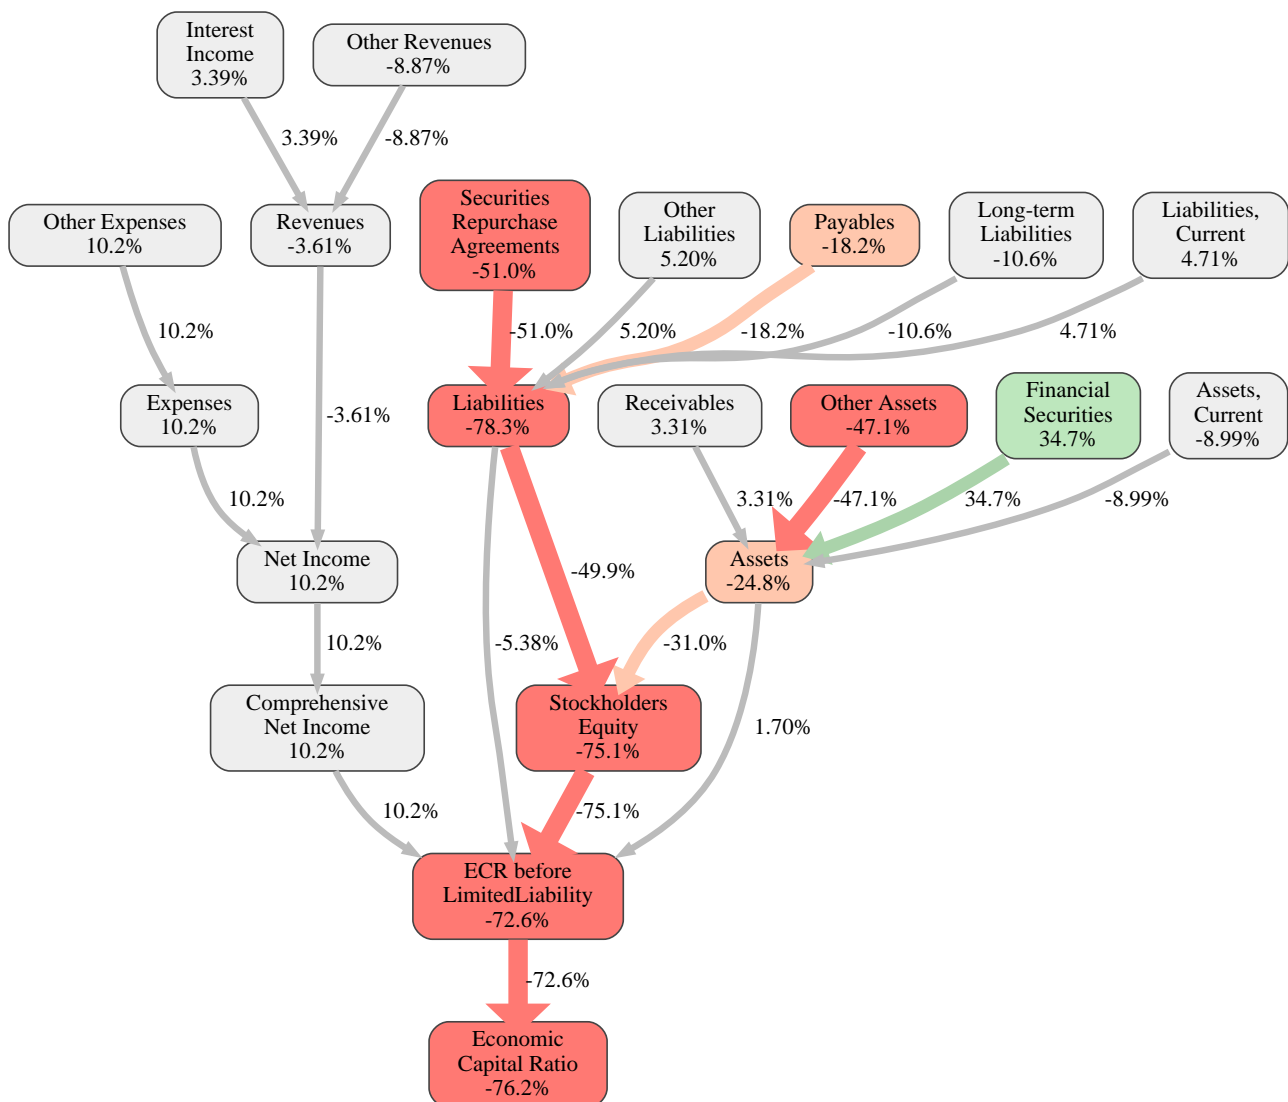 Interest
Income
3.39%
Other Revenues
-8.87%
3.39%
-8.87%
Other Expenses
10.2%
Revenues
-3.61%
Securities
Repurchase
Agreements
-51.0%
Other
Liabilities
5.20%
Payables
-18.2%
Long-term
Liabilities
-10.6%
Liabilities,
Current
4.71%
10.2%
-51.0%
5.20%
-18.2%
-10.6%
4.71%
Expenses
10.2%
-3.61%
Liabilities
-78.3%
Receivables
3.31%
Other Assets
-47.1%
Financial
Securities
34.7%
Assets,
Current
-8.99%
10.2%
3.31%
-47.1%
34.7%
-8.99%
Net Income
10.2%
-49.9%
Assets
-24.8%
10.2%
-5.38%
-31.0%
Comprehensive
Net Income
10.2%
Stockholders
Equity
-75.1%
1.70%
10.2%
-75.1%
ECR before
LimitedLiability
-72.6%
-72.6%
Economic
Capital Ratio
-76.2%